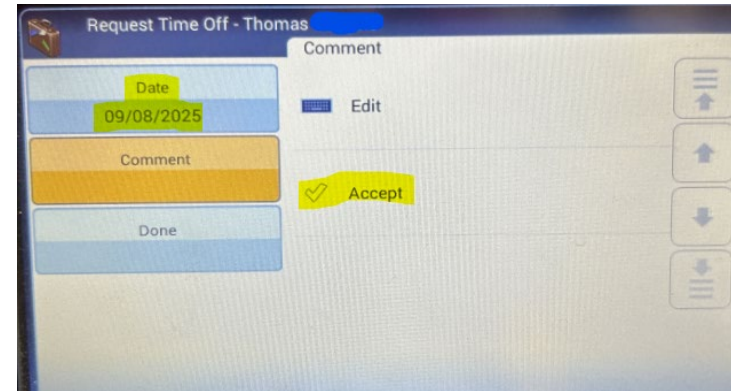 Request Time Off - Thomas
Comment
Date
09/08/2025
Edit
Comment
Accept
Done